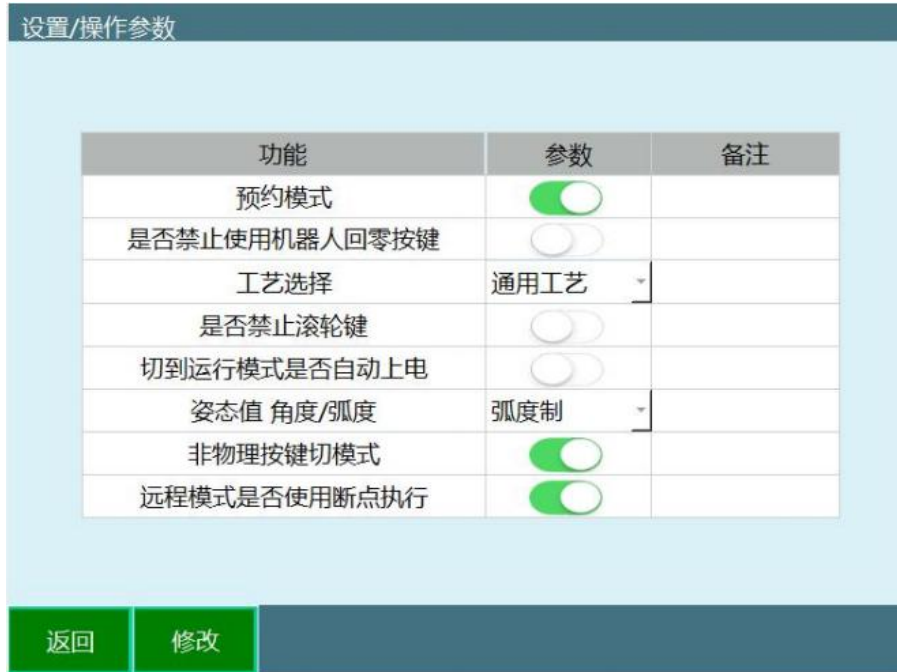 设置/操作参数
功能 参数 备注
预约模式
是否禁止使用机器人回零按键
工艺选择 通用工艺
是否禁止滚轮键
切到运行模式是否自动上电
姿态值 角度/弧度 弧度制
非物理按键切模式
远程模式是否使用断点执行
返回 修改